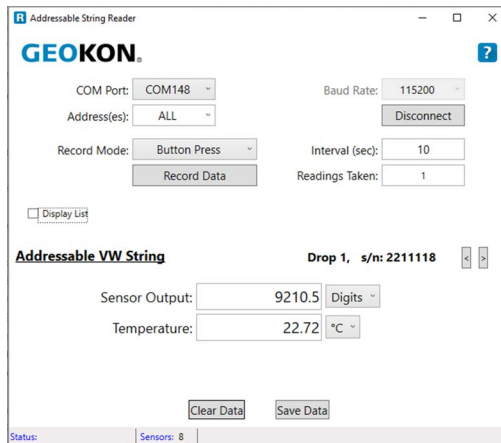 Addressable String Reader
GEOKON®
?
COM Port: COM148 Baud Rate: 115200
Address(es): ALL Disconnect
Record Mode: Button Press Interval (sec): 10
Record Data Readings Taken: 1
Display List
Addressable VW String Drop 1, s/n: 2211118 < >
Sensor Output: 9210.5 Digits
Temperature: 22.72 °C
Clear Data Save Data
Status: Sensors: 8